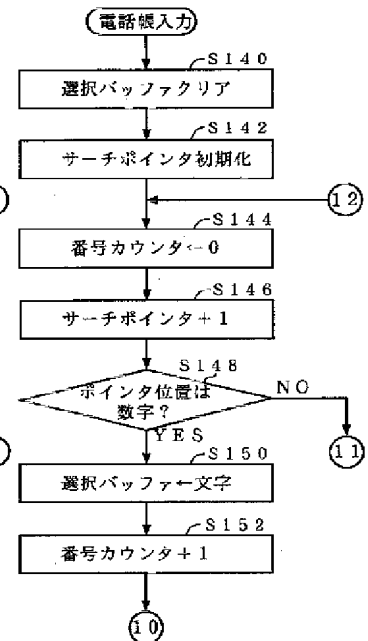 電話帳入力
S140
選択バッファクリア
S142
サーチポインタ初期化
12
S144
番号カウンタ←0
S146
サーチポインタ+1
S148
ポインタ位置は
数字?
NO
YES
11
S150
選択バッファ←文字
S152
番号カウンタ+1
10